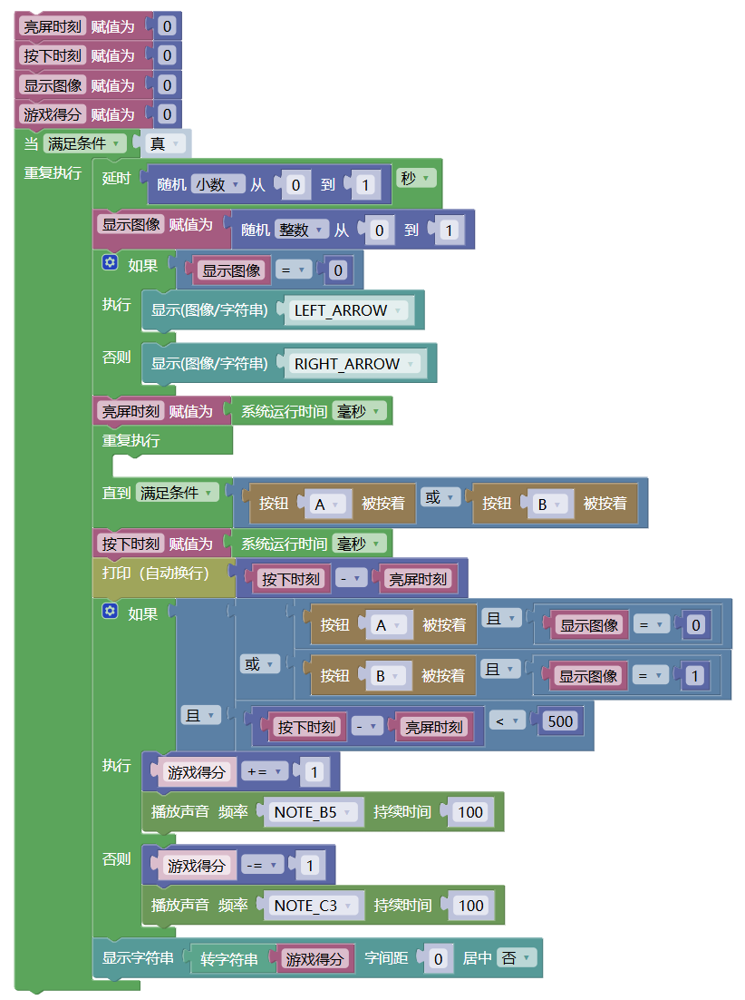 亮屏时刻 赋值为 0
按下时刻 赋值为 0
显示图像 赋值为 0
游戏得分 赋值为 0
当 满足条件 真
重复执行
延时 随机 小数 从 0 到 1 秒
显示图像 赋值为 随机 整数 从 0 到 1
如果 显示图像 = 0
执行 显示(图像/字符串) LEFT_ARROW
否则 显示(图像/字符串) RIGHT_ARROW
亮屏时刻 赋值为 系统运行时间 毫秒
重复执行
直到 满足条件 按钮 A 被按着 或 按钮 B 被按着
按下时刻 赋值为 系统运行时间 毫秒
打印（自动换行） 按下时刻 - 亮屏时刻
如果 按钮 A 被按着 且 显示图像 = 0
或
按钮 B 被按着 且 显示图像 = 1
且 按下时刻 - 亮屏时刻 < 500
执行 游戏得分 += 1
播放声音 频率 NOTE_B5 持续时间 100
否则 游戏得分 -= 1
播放声音 频率 NOTE_C3 持续时间 100
显示字符串 转字符串 游戏得分 字间距 0 居中 否